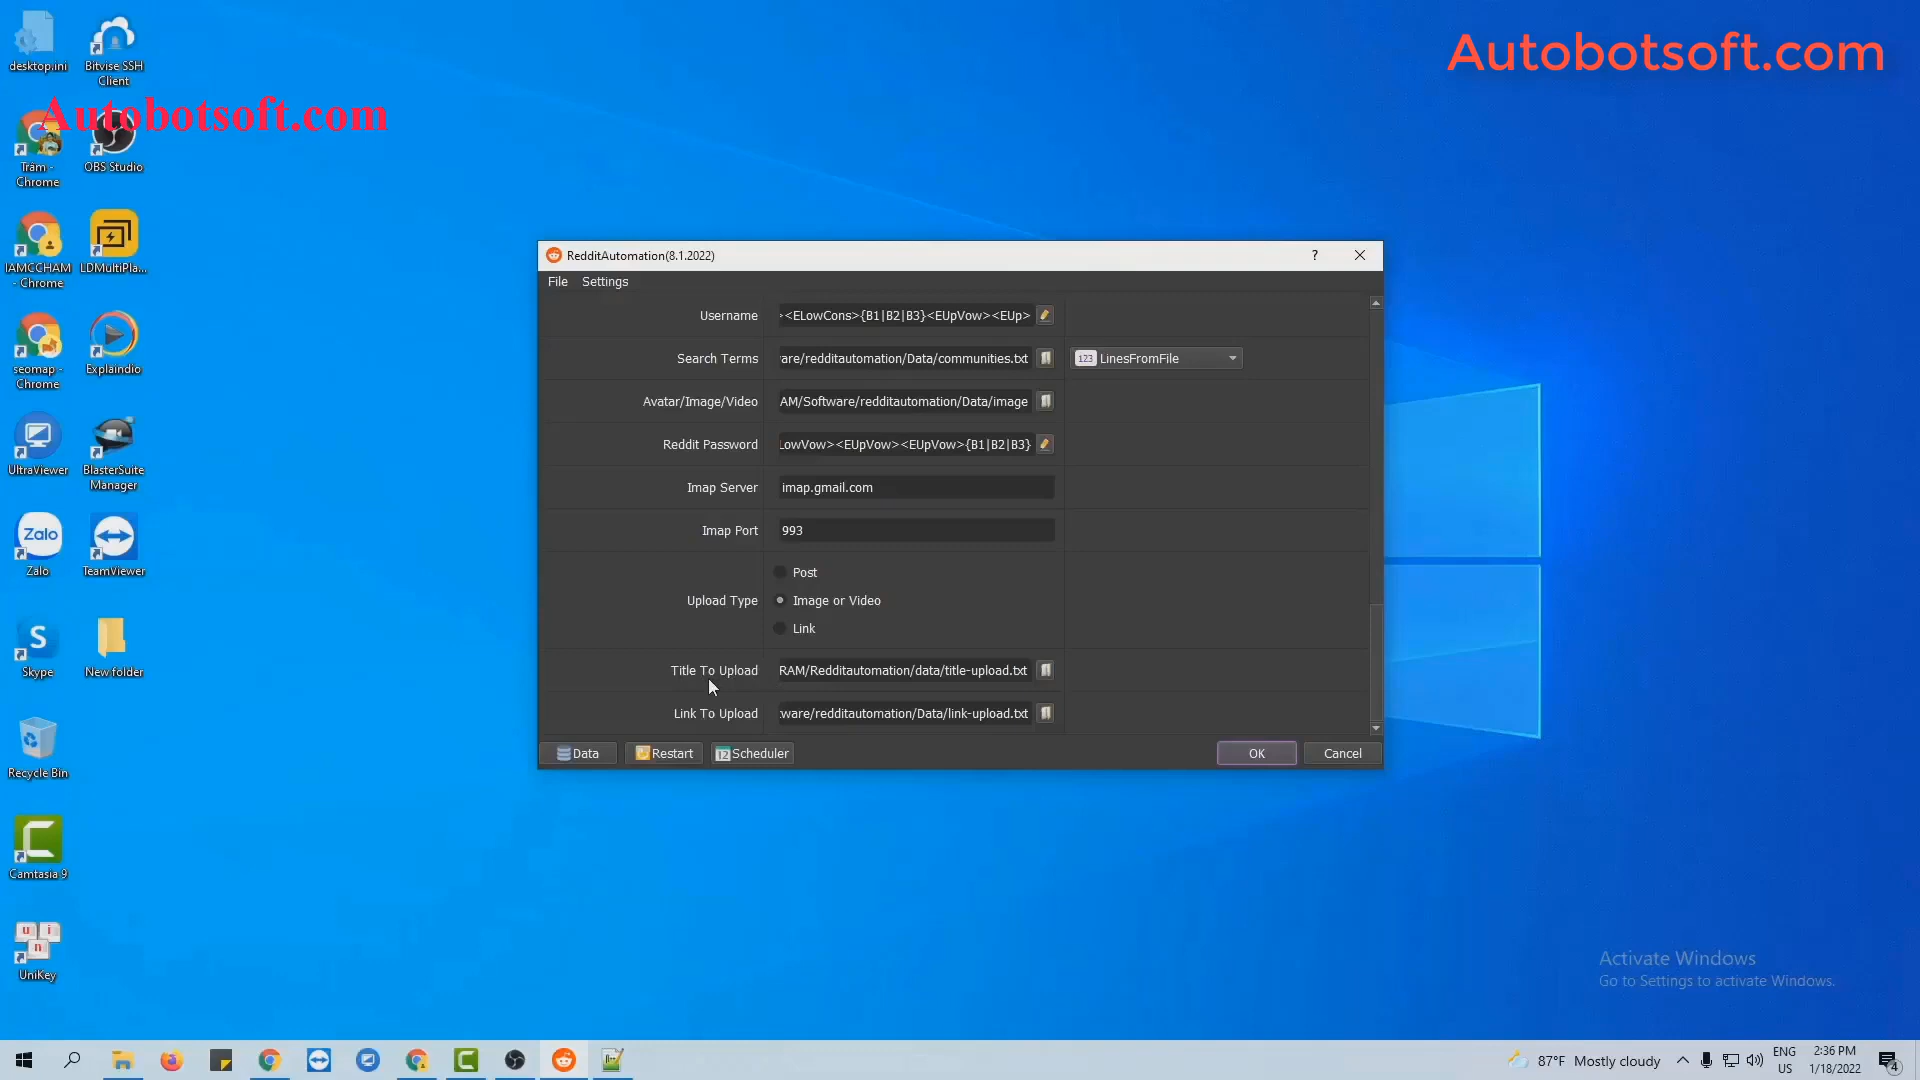 Autobotsoft.com
Autobotsoft.com
desktop.ini
Bitvise SSH
Client
Trâm -
Chrome
OBS Studio
IAMCCHAM
- Chrome
LDMultiPla...
seomap -
Chrome
Explaindio
UltraViewer
BlasterSuite
Manager
Zalo
Zalo
TeamViewer
Skype
New folder
Recycle Bin
Camtasia 9
u i
n
UniKey
RedditAutomation(8.1.2022)
?
File Settings
Username
><ELowCons>{B1|B2|B3}<EUpVow><EUp>
Search Terms
/are/redditautomation/Data/communities.txt
123 LinesFromFile
Avatar/Image/Video
AM/Software/redditautomation/Data/image
Reddit Password
LowVow><EUpVow><EUpVow>{B1|B2|B3}
Imap Server
imap.gmail.com
Imap Port
993
Upload Type
Post
Image or Video
Link
Title To Upload
RAM/Redditautomation/data/title-upload.txt
Link To Upload
ware/redditautomation/Data/link-upload.txt
Data
Restart
12 Scheduler
OK
Cancel
Activate Windows
Go to Settings to activate Windows.
87°F Mostly cloudy
ENG
US
2:36 PM
1/18/2022
4